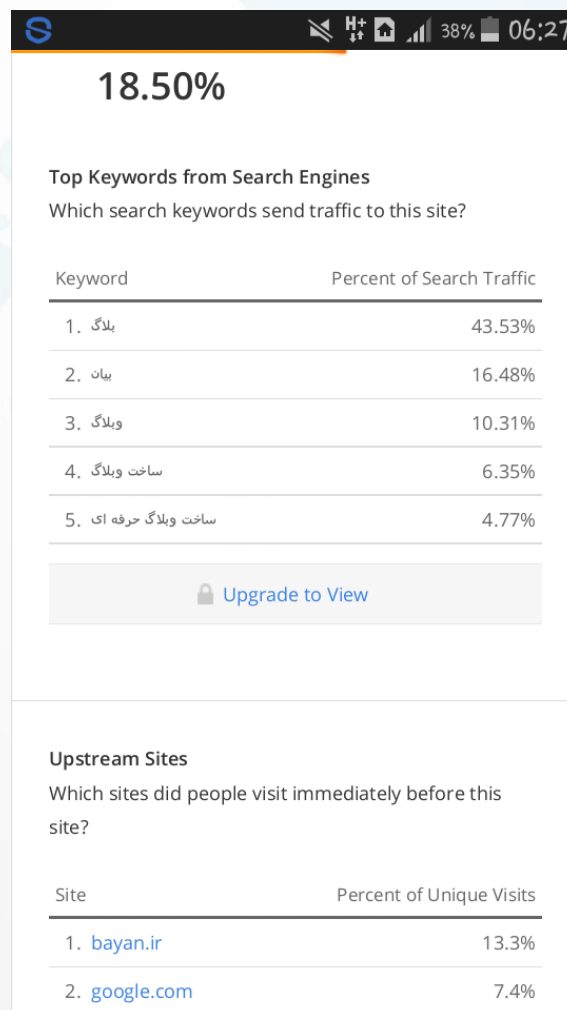 38% 06:27
18.50%
Top Keywords from Search Engines
Which search keywords send traffic to this site?
Keyword Percent of Search Traffic
1. بلاگ 43.53%
2. بیان 16.48%
3. وبلاگ 10.31%
4. ساخت وبلاگ 6.35%
5. ساخت وبلاگ حرفه ای 4.77%
Upgrade to View
Upstream Sites
Which sites did people visit immediately before this
site?
Site Percent of Unique Visits
1. bayan.ir 13.3%
2. google.com 7.4%